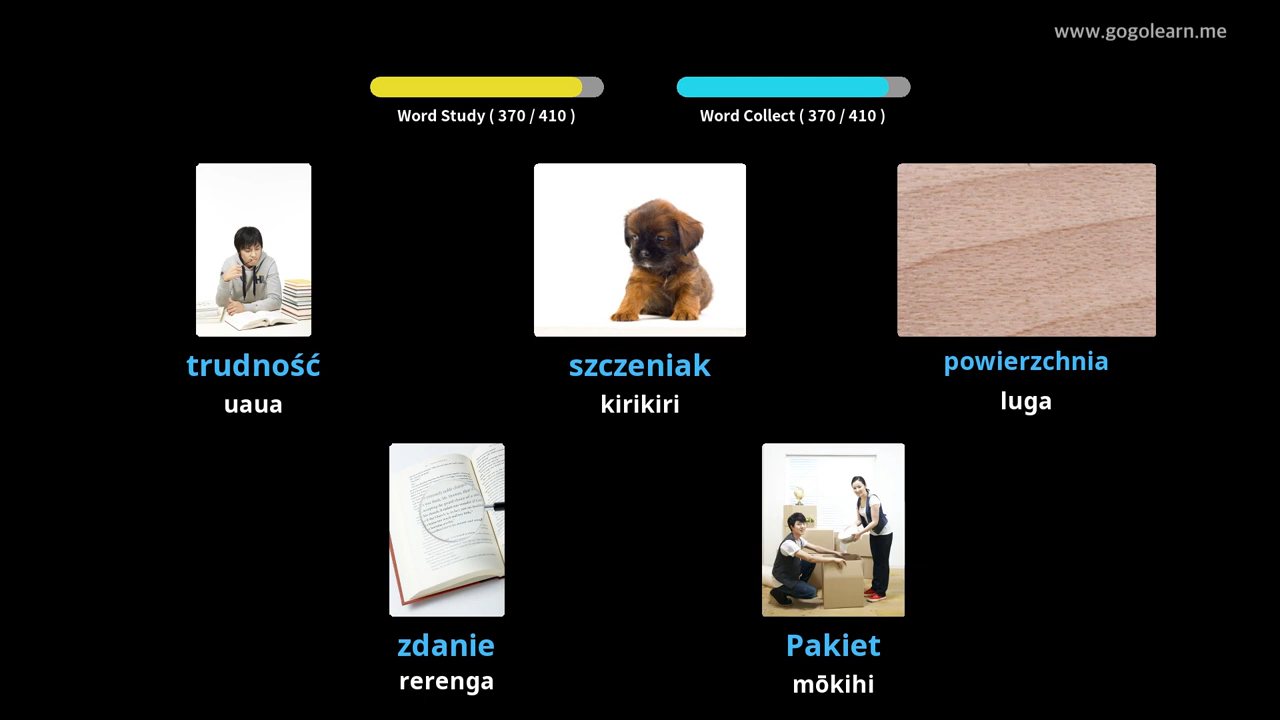 www.gogolearn.me
Word Study ( 370 / 410 )
Word Collect ( 370 / 410 )
trudność
uaua
szczeniak
kirikiri
powierzchnia
luga
zdanie
rerenga
Pakiet
mōkihi